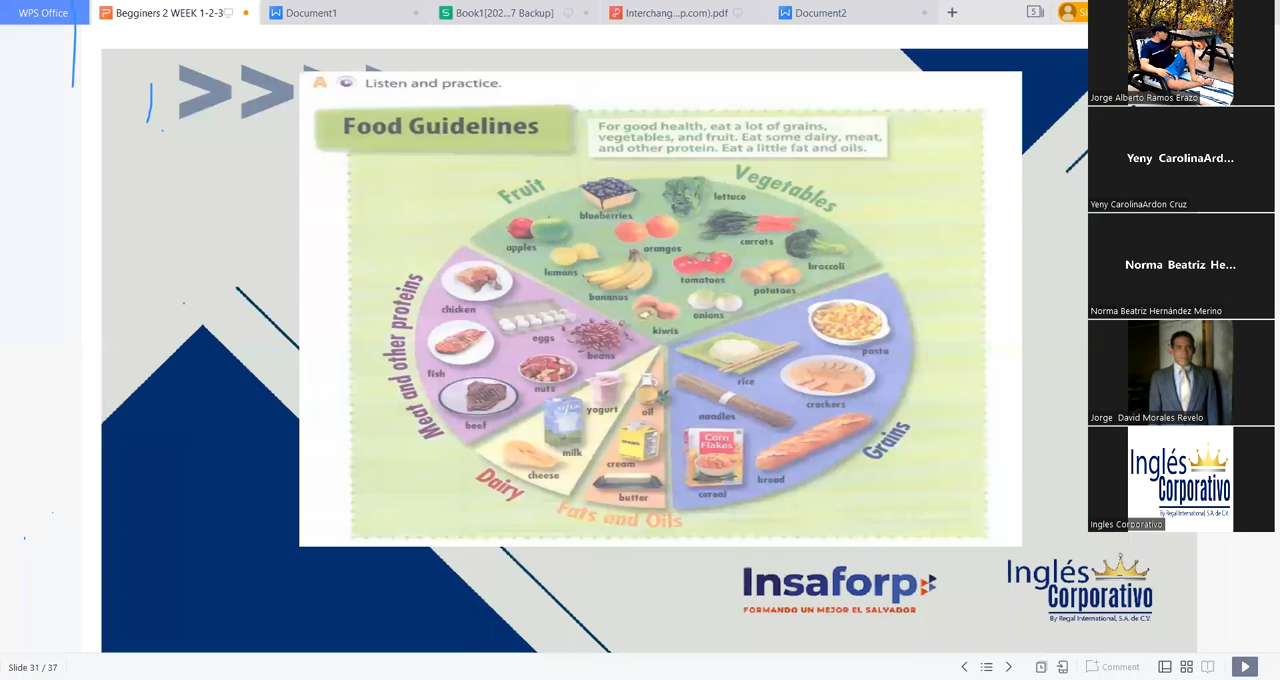 WPS Office
Begginers 2 WEEK 1-2-3
Document1
Book1[202...7 Backup]
Interchang...p.com).pdf
Document2
A Listen and practice.
Food Guidelines
For good health, eat a lot of grains,
vegetables, and fruit. Eat some dairy, meat,
and other protein. Eat a little fat and oils.
Fruit
Vegetables
blueberries
lettuce
apples
oranges
carrots
broccoli
lemons
bananas
tomatoes
potatoes
kiwis
onions
Meat and other proteins
chicken
eggs
beans
fish
nuts
beef
Dairy
yogurt
milk
cheese
Fats and Oils
oil
cream
butter
Grains
pasta
rice
crackers
noodles
Corn
Flakes
cereal
bread
Insaforp
FORMANDO UN MEJOR EL SALVADOR
Inglés
Corporativo
By Regal International, S.A. de C.V.
Jorge Alberto Ramos Erazo
Yeny CarolinaArd...
Yeny CarolinaArdon Cruz
Norma Beatriz He...
Norma Beatriz Hernández Merino
Jorge David Morales Revelo
Inglés
Corporativo
By Regal International, S.A. de C.V.
Ingles Corporativo
Slide 31 / 37
Comment